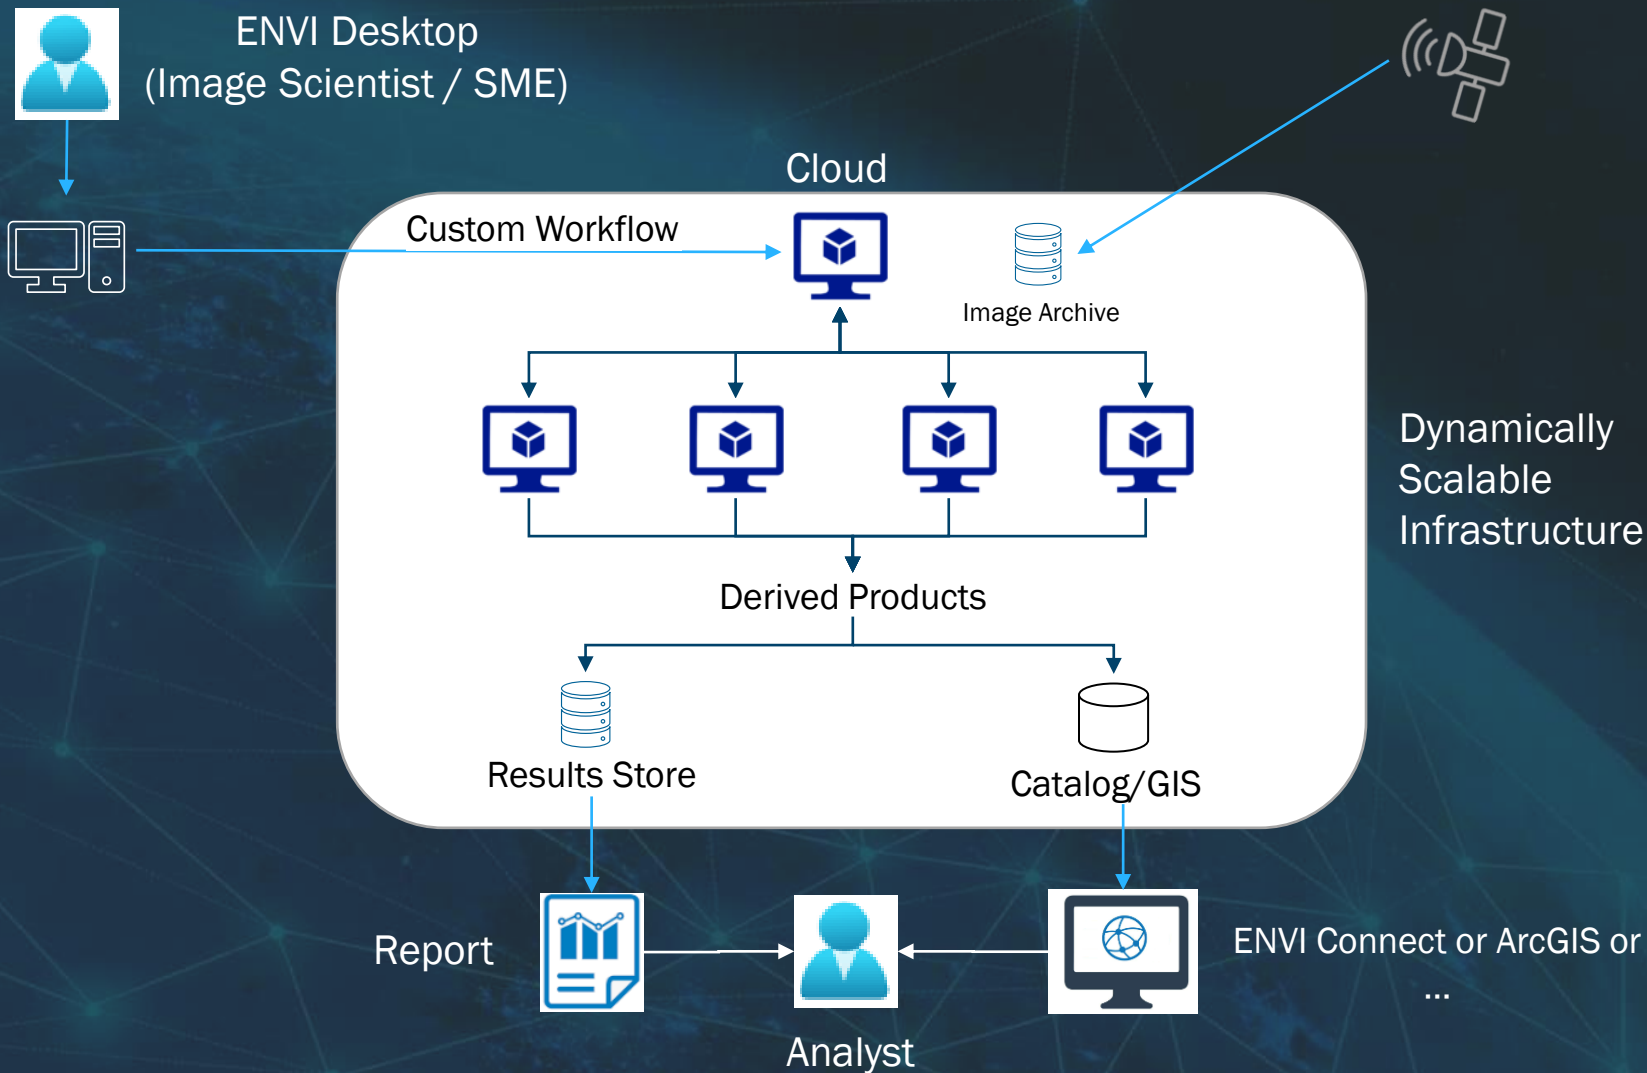 ENVI Desktop
(Image Scientist / SME)
Cloud
Custom Workflow
Image Archive
Dynamically
Scalable
Infrastructure
Derived Products
Results Store
Catalog/GIS
Report
ENVI Connect or ArcGIS or
...
Analyst